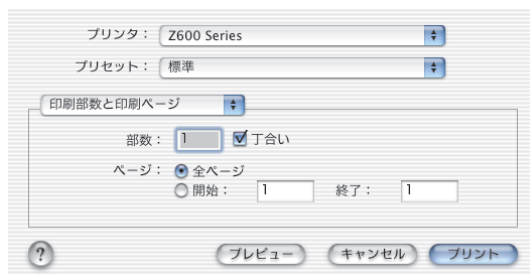 プリンタ： Z600 Series
プリセット： 標準
印刷部数と印刷ページ
部数： 1 丁合い
ページ： 全ページ
開始： 1 終了： 1
? プレビュー キャンセル プリント